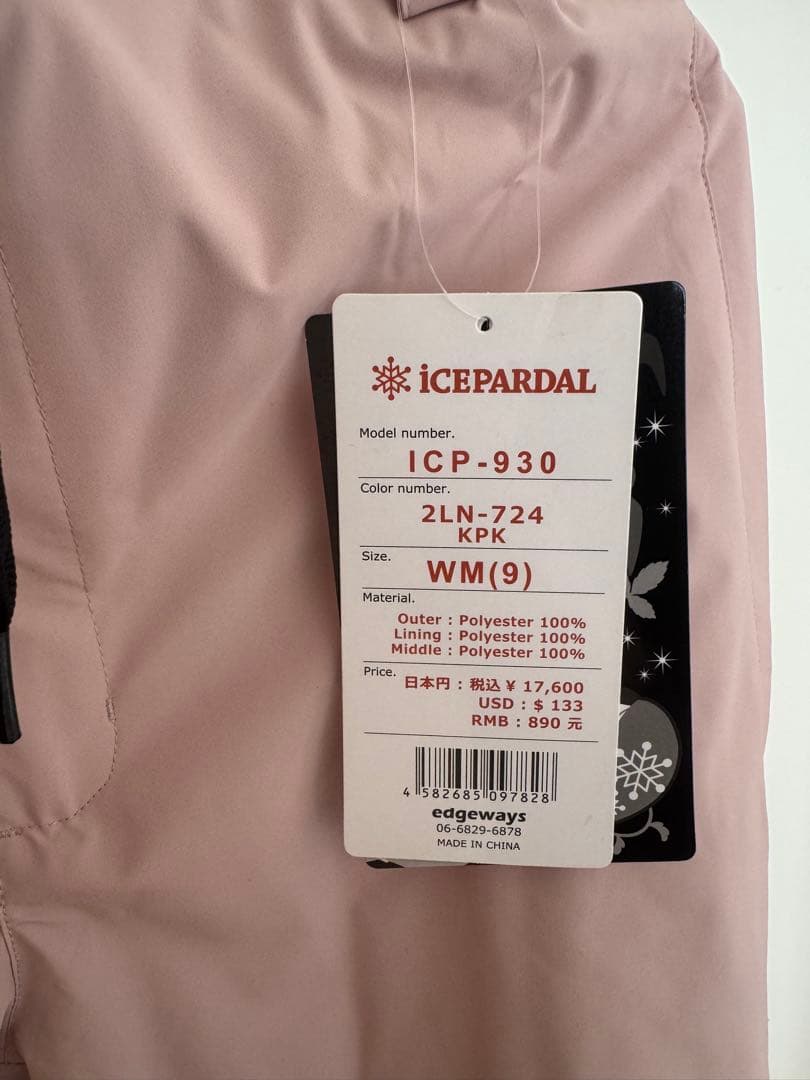 iCEPARDAL
Model number.
ICP-930
Color number.
2LN-724
KPK
Size.
WM(9)
Material.
Outer : Polyester 100%
Lining : Polyester 100%
Middle : Polyester 100%
Price.
日本円 : 税込 ¥ 17,600
USD : $ 133
RMB : 890 元
4 582685 097828
edgeways
06-6829-6878
MADE IN CHINA